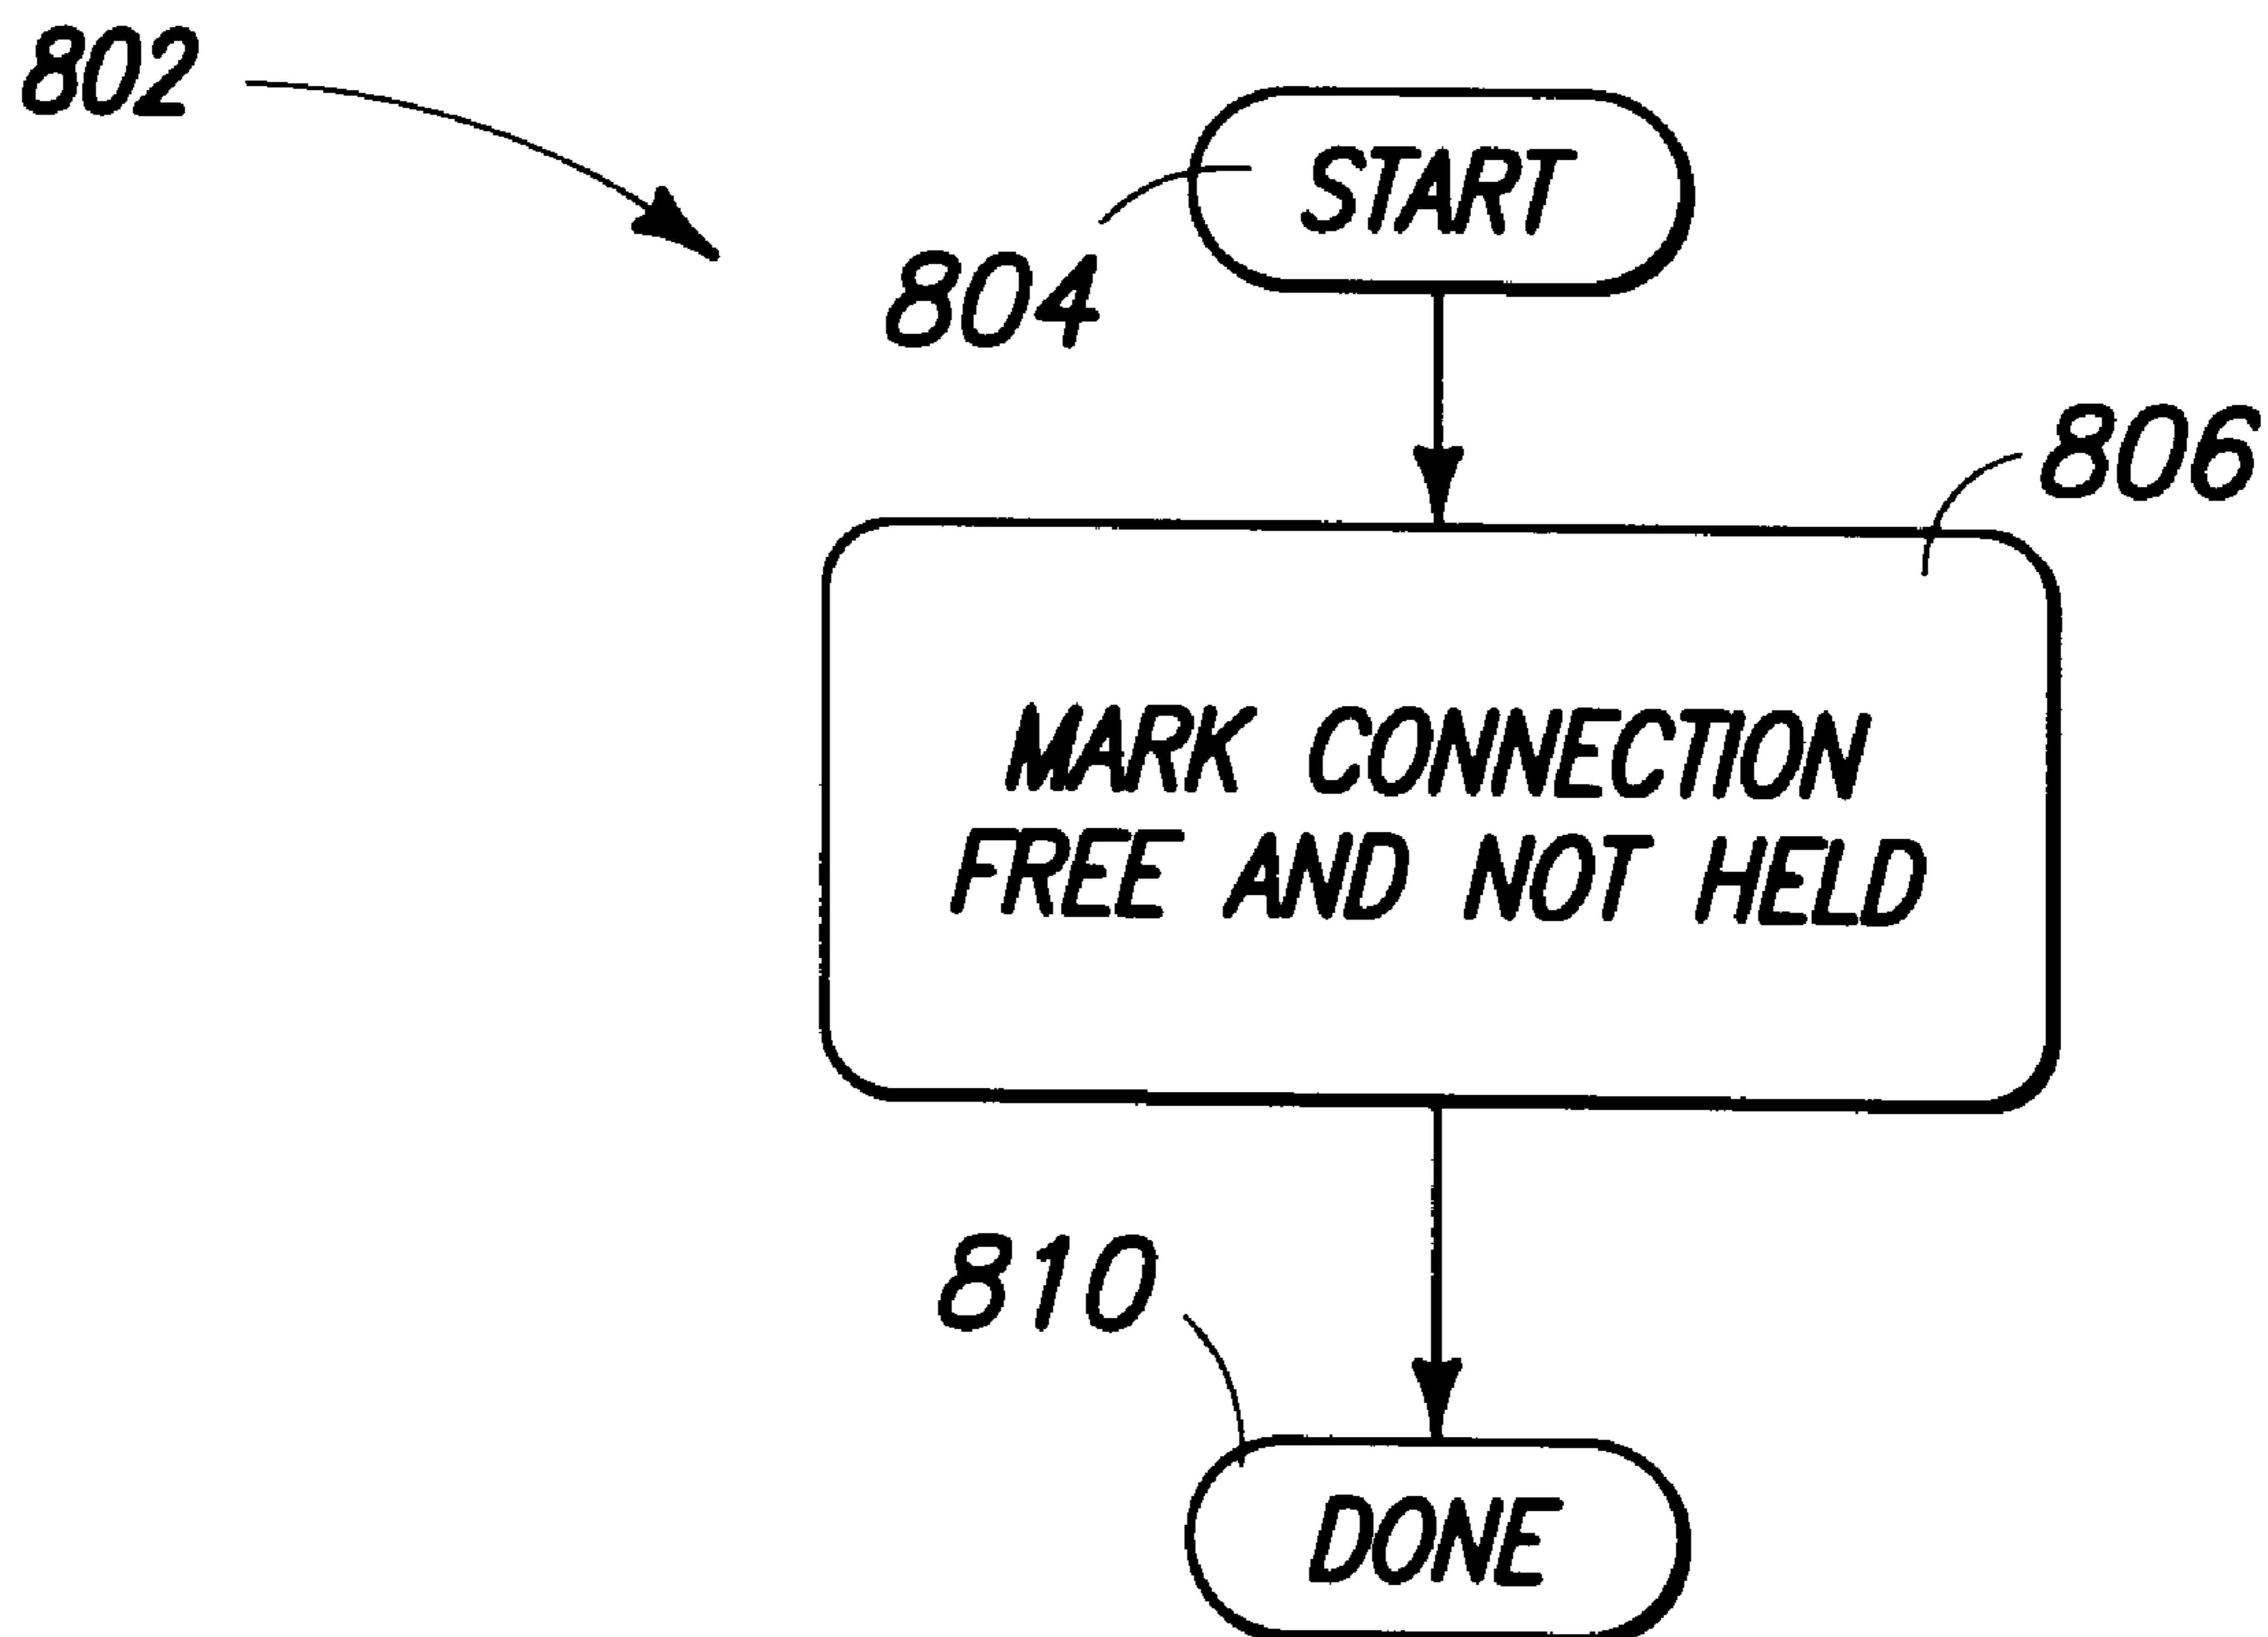 802
START
804
806
MARK CONNECTION
FREE AND NOT HELD
810
DONE